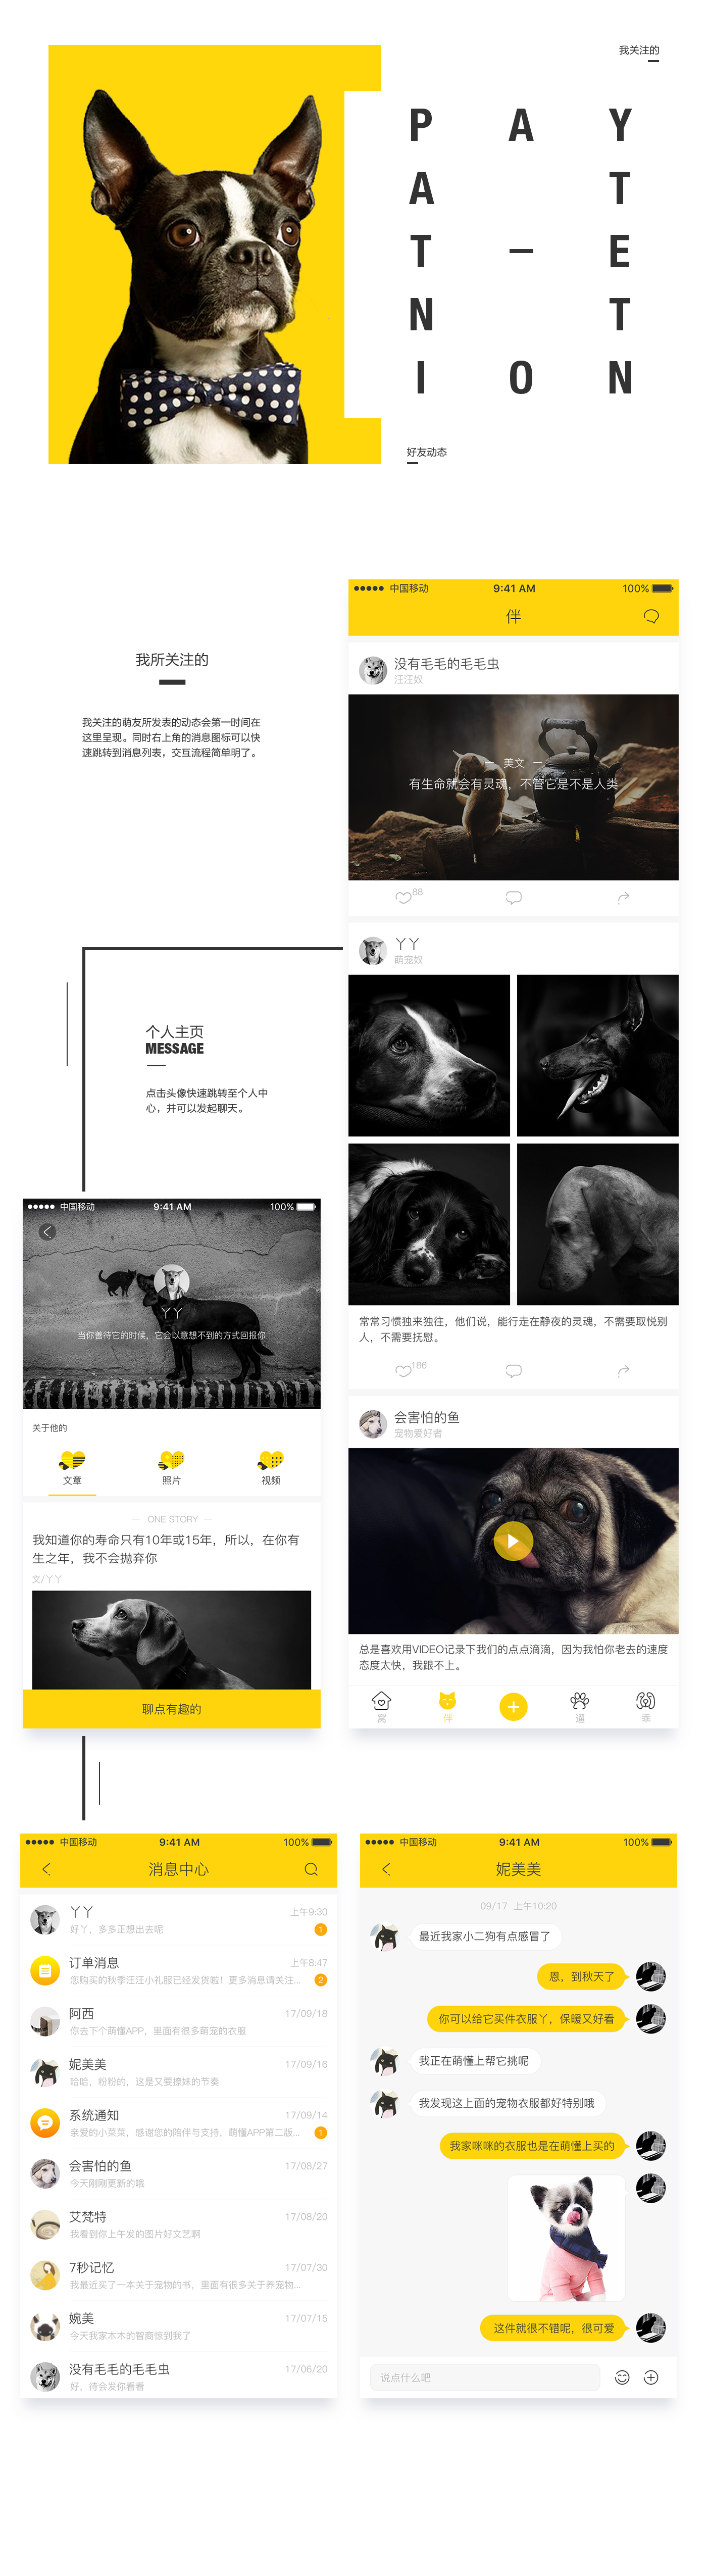 我关注的
P A Y
A T
T — E
N T
I O N
好友动态
我所关注的
我关注的萌友所发表的动态会第一时间在
这里呈现。同时右上角的消息图标可以快
速跳转到消息列表，交互流程简单明了。
中国移动 9:41 AM 100%
伴
没有毛毛的毛毛虫
汪汪奴
美文
有生命就会有灵魂，不管它是不是人类
88
丫丫
萌宠奴
常常习惯独来独往，他们说，能行走在静夜的灵魂，不需要取悦别
人，不需要抚慰。
186
会害怕的鱼
宠物爱好者
总是喜欢用VIDEO记录下我们的点点滴滴，因为我怕你老去的速度
态度太快，我跟不上。
窝 伴 遛 乖
个人主页
MESSAGE
点击头像快速跳转至个人中
心，并可以发起聊天。
中国移动 9:41 AM 100%
丫丫
当你善待它的时候，它会以意想不到的方式回报你
关于他的
文章 照片 视频
ONE STORY
我知道你的寿命只有10年或15年，所以，在你有
生之年，我不会抛弃你
文/丫丫
聊点有趣的
中国移动 9:41 AM 100%
消息中心
丫丫 上午9:30
好丫，多多正想出去呢 1
订单消息 上午8:47
您购买的秋季汪汪小礼服已经发货啦！更多消息请关注... 2
阿西 17/09/18
你去下个萌懂APP，里面有很多萌宠的衣服
妮美美 17/09/16
哈哈，粉粉的，这是又要撩妹的节奏
系统通知 17/09/14
亲爱的小菜菜，感谢您的陪伴与支持，萌懂APP第二版... 1
会害怕的鱼 17/08/27
今天刚刚更新的哦
艾梵特 17/08/20
我看到你上午发的图片好文艺啊
7秒记忆 17/07/30
我最近买了一本关于宠物的书，里面有很多关于养宠物...
婉美 17/07/15
今天我家木木的智商惊到我了
没有毛毛的毛毛虫 17/06/20
好，待会发你看看
中国移动 9:41 AM 100%
妮美美
09/17 上午10:20
最近我家小二狗有点感冒了
恩，到秋天了
你可以给它买件衣服丫，保暖又好看
我正在萌懂上帮它挑呢
我发现这上面的宠物衣服都好特别哦
我家咪咪的衣服也是在萌懂上买的
这件就很不错呢，很可爱
说点什么吧